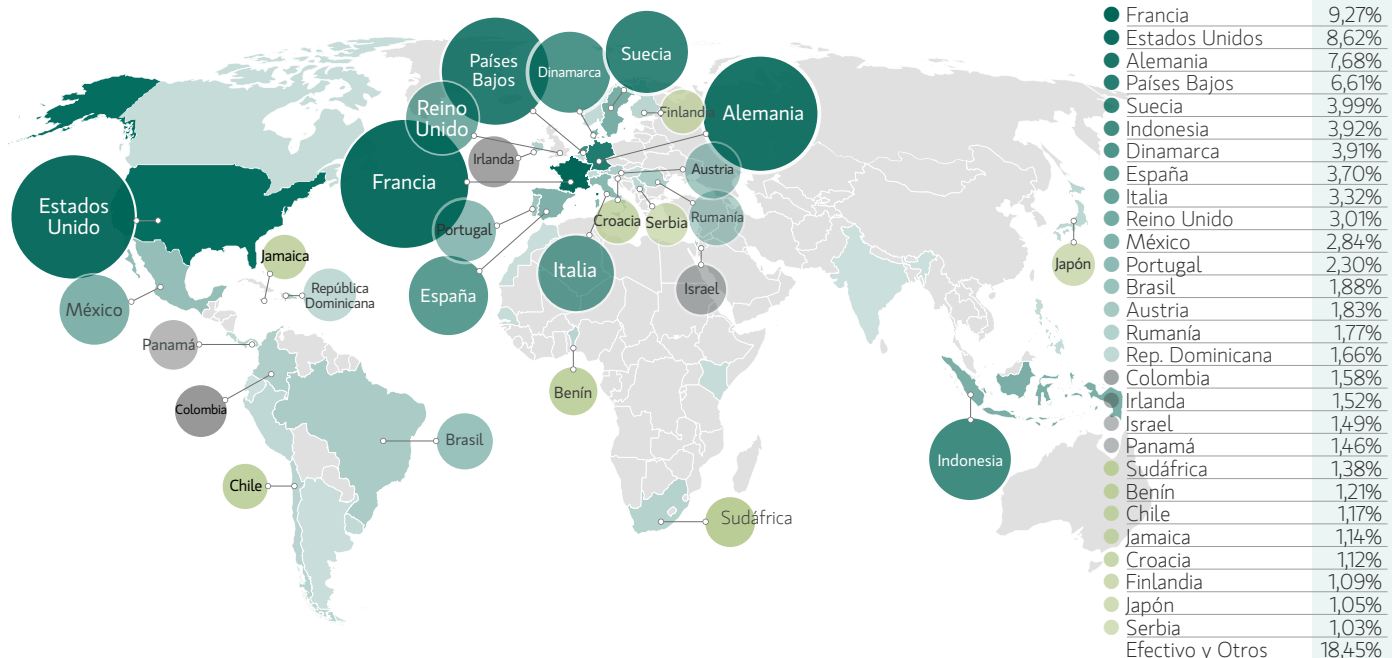 Países
Bajos
Dinamarca
Suecia
Reino
Unido
Finlandia
Alemania
Irlanda
Francia
Austria
Estados
Unido
Portugal
Croacia
Serbia
Rumanía
Jamaica
Italia
Japón
México
República
Dominicana
España
Israel
Panamá
Benín
Colombia
Brasil
Indonesia
Chile
Sudáfrica
Francia 9,27%
Estados Unidos 8,62%
Alemania 7,68%
Países Bajos 6,61%
Suecia 3,99%
Indonesia 3,92%
Dinamarca 3,91%
España 3,70%
Italia 3,32%
Reino Unido 3,01%
México 2,84%
Portugal 2,30%
Brasil 1,88%
Austria 1,83%
Rumanía 1,77%
Rep. Dominicana 1,66%
Colombia 1,58%
Irlanda 1,52%
Israel 1,49%
Panamá 1,46%
Sudáfrica 1,38%
Benín 1,21%
Chile 1,17%
Jamaica 1,14%
Croacia 1,12%
Finlandia 1,09%
Japón 1,05%
Serbia 1,03%
Efectivo y Otros 18,45%